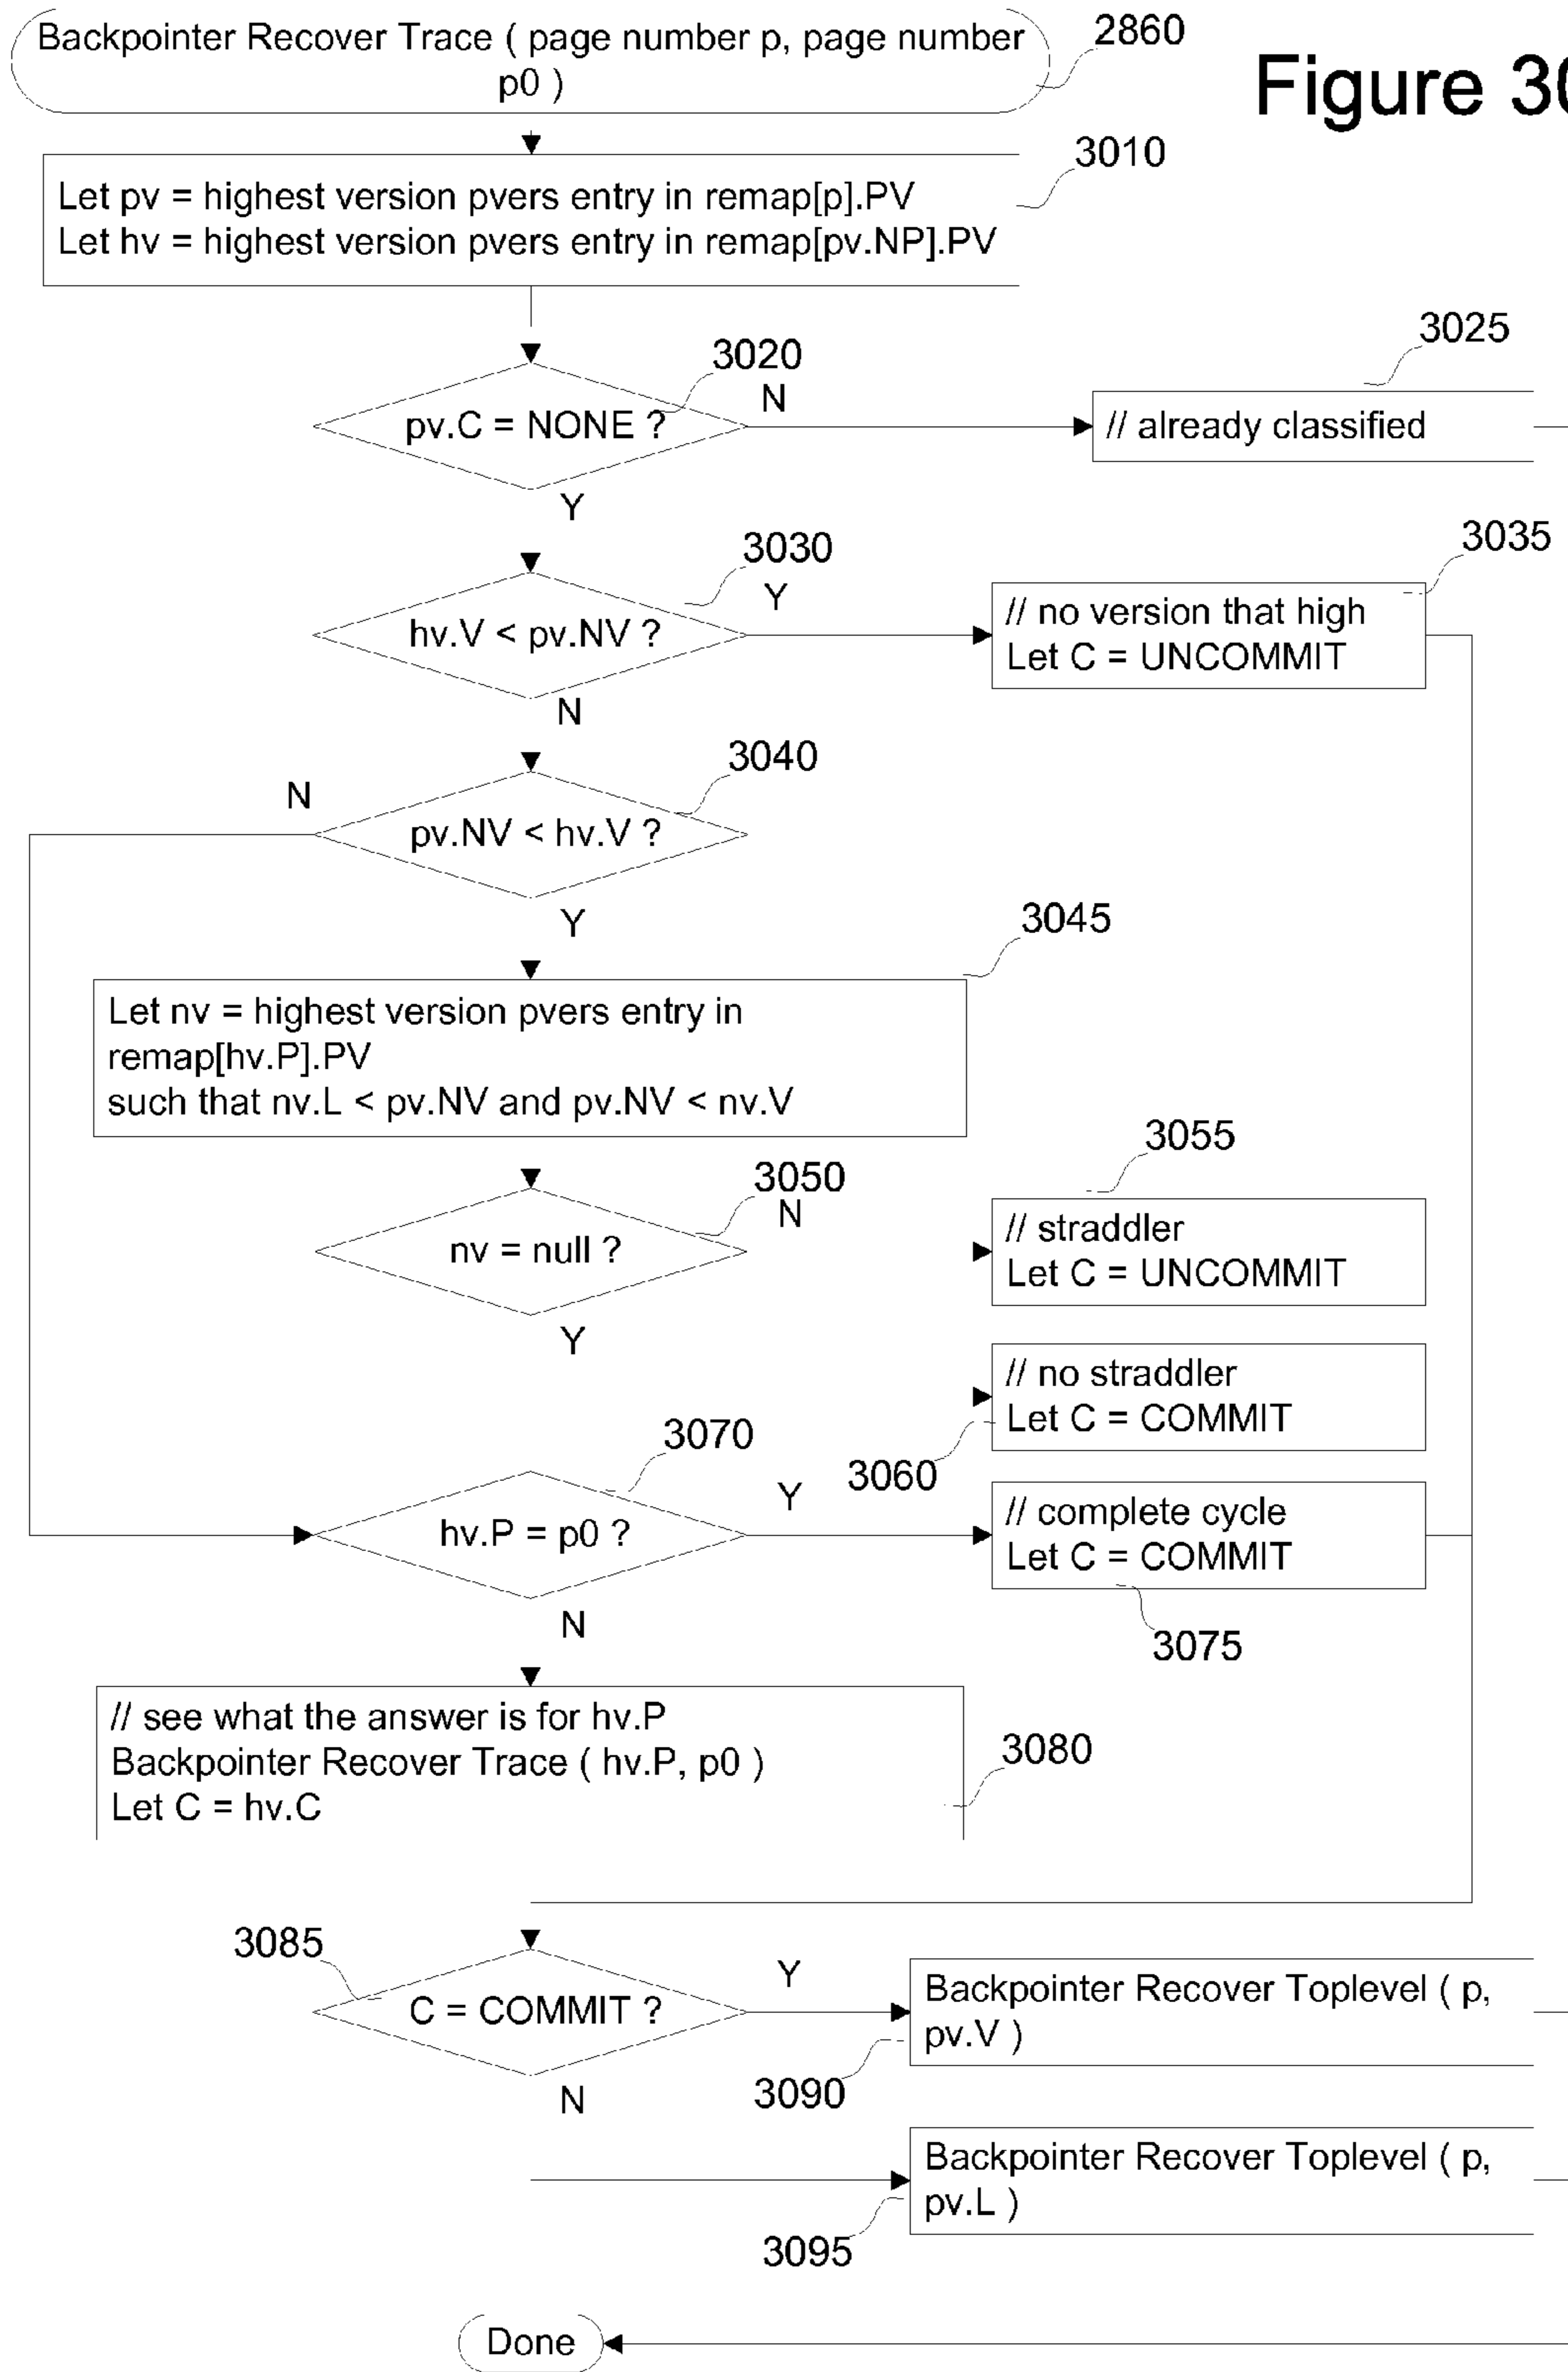 Backpointer Recover Trace ( page number p, page number
p0 )
2860
Figure 30
3010
Let pv = highest version pvers entry in remap[p].PV
Let hv = highest version pvers entry in remap[pv.NP].PV
3020
pv.C = NONE ?
N
Y
3025
// already classified
3030
hv.V < pv.NV ?
Y
N
3035
// no version that high
Let C = UNCOMMIT
3040
N
pv.NV < hv.V ?
Y
3045
Let nv = highest version pvers entry in
remap[hv.P].PV
such that nv.L < pv.NV and pv.NV < nv.V
3050
N
nv = null ?
Y
3055
// straddler
Let C = UNCOMMIT
// no straddler
Let C = COMMIT
3060
3070
hv.P = p0 ?
Y
N
// complete cycle
Let C = COMMIT
3075
// see what the answer is for hv.P
Backpointer Recover Trace ( hv.P, p0 )
Let C = hv.C
3080
3085
C = COMMIT ?
Y
N
Backpointer Recover Toplevel ( p,
pv.V )
3090
Backpointer Recover Toplevel ( p,
pv.L )
3095
Done